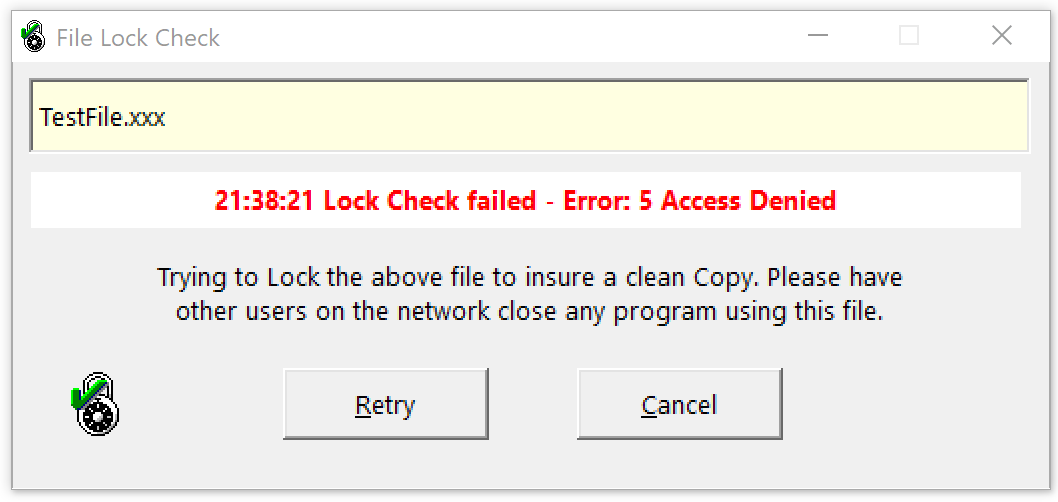 File Lock Check
TestFile.xxx
21:38:21 Lock Check failed - Error: 5 Access Denied
Trying to Lock the above file to insure a clean Copy. Please have
other users on the network close any program using this file.
Retry
Cancel